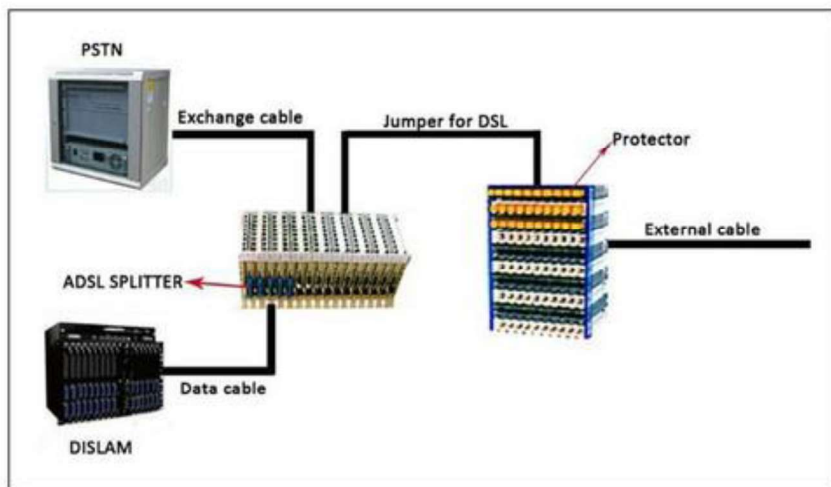 PSTN
Exchange cable
Jumper for DSL
Protector
External cable
ADSL SPLITTER
Data cable
DISLAM